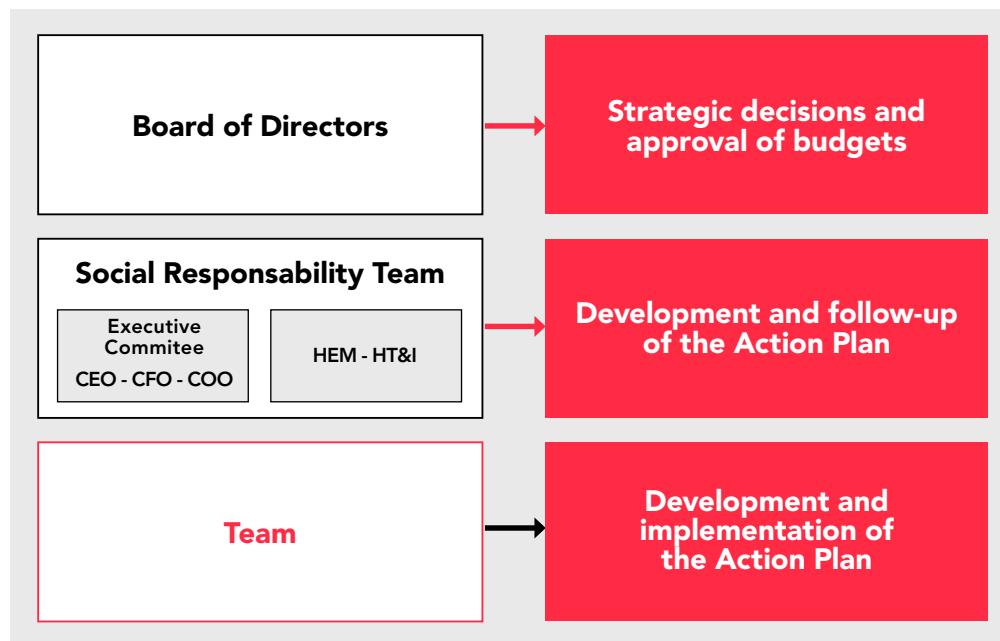 Board of Directors
Strategic decisions and
approval of budgets
Social Responsability Team
Executive
Commitee
CEO - CFO - COO
HEM - HT&I
Development and follow-up
of the Action Plan
Team
Development and
implementation of
the Action Plan